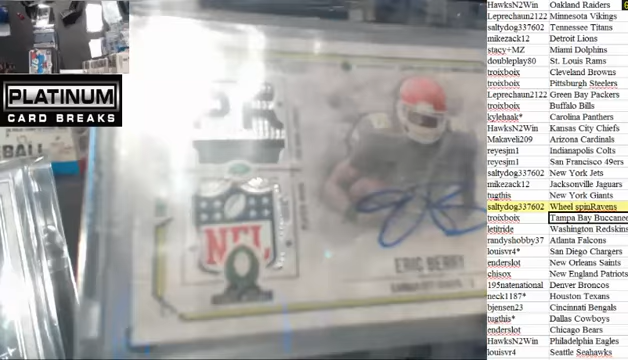 PLATINUM
CARD BREAKS
BALL
NFL
ERIC BERRY
HawksN2Win Oakland Raiders
Leprechaun2122 Minnesota Vikings
saltydog337602 Tennessee Titans
mikezack12 Detroit Lions
stacy+MZ Miami Dolphins
doubleplay80 St. Louis Rams
troixboix Cleveland Browns
troixboix Pittsburgh Steelers
Leprechaun2122 Green Bay Packers
troixboix Buffalo Bills
kylehaak* Carolina Panthers
HawksN2Win Kansas City Chiefs
Makaveli209 Arizona Cardinals
reyesjm1 Indianapolis Colts
reyesjm1 San Francisco 49ers
saltydog337602 New York Jets
mikezack12 Jacksonville Jaguars
tugthis New York Giants
saltydog337602 Wheel spinRavens
troixboix Tampa Bay Buccanee
letitride Washington Redskins
randyshobby37 Atlanta Falcons
louisvr4* San Diego Chargers
enderslot New Orleans Saints
chisox New England Patriots
195natenational Denver Broncos
neck1187* Houston Texans
bjensen23 Cincinnati Bengals
tugthis* Dallas Cowboys
enderslot Chicago Bears
HawksN2Win Philadelphia Eagles
louisvr4 Seattle Seahawks